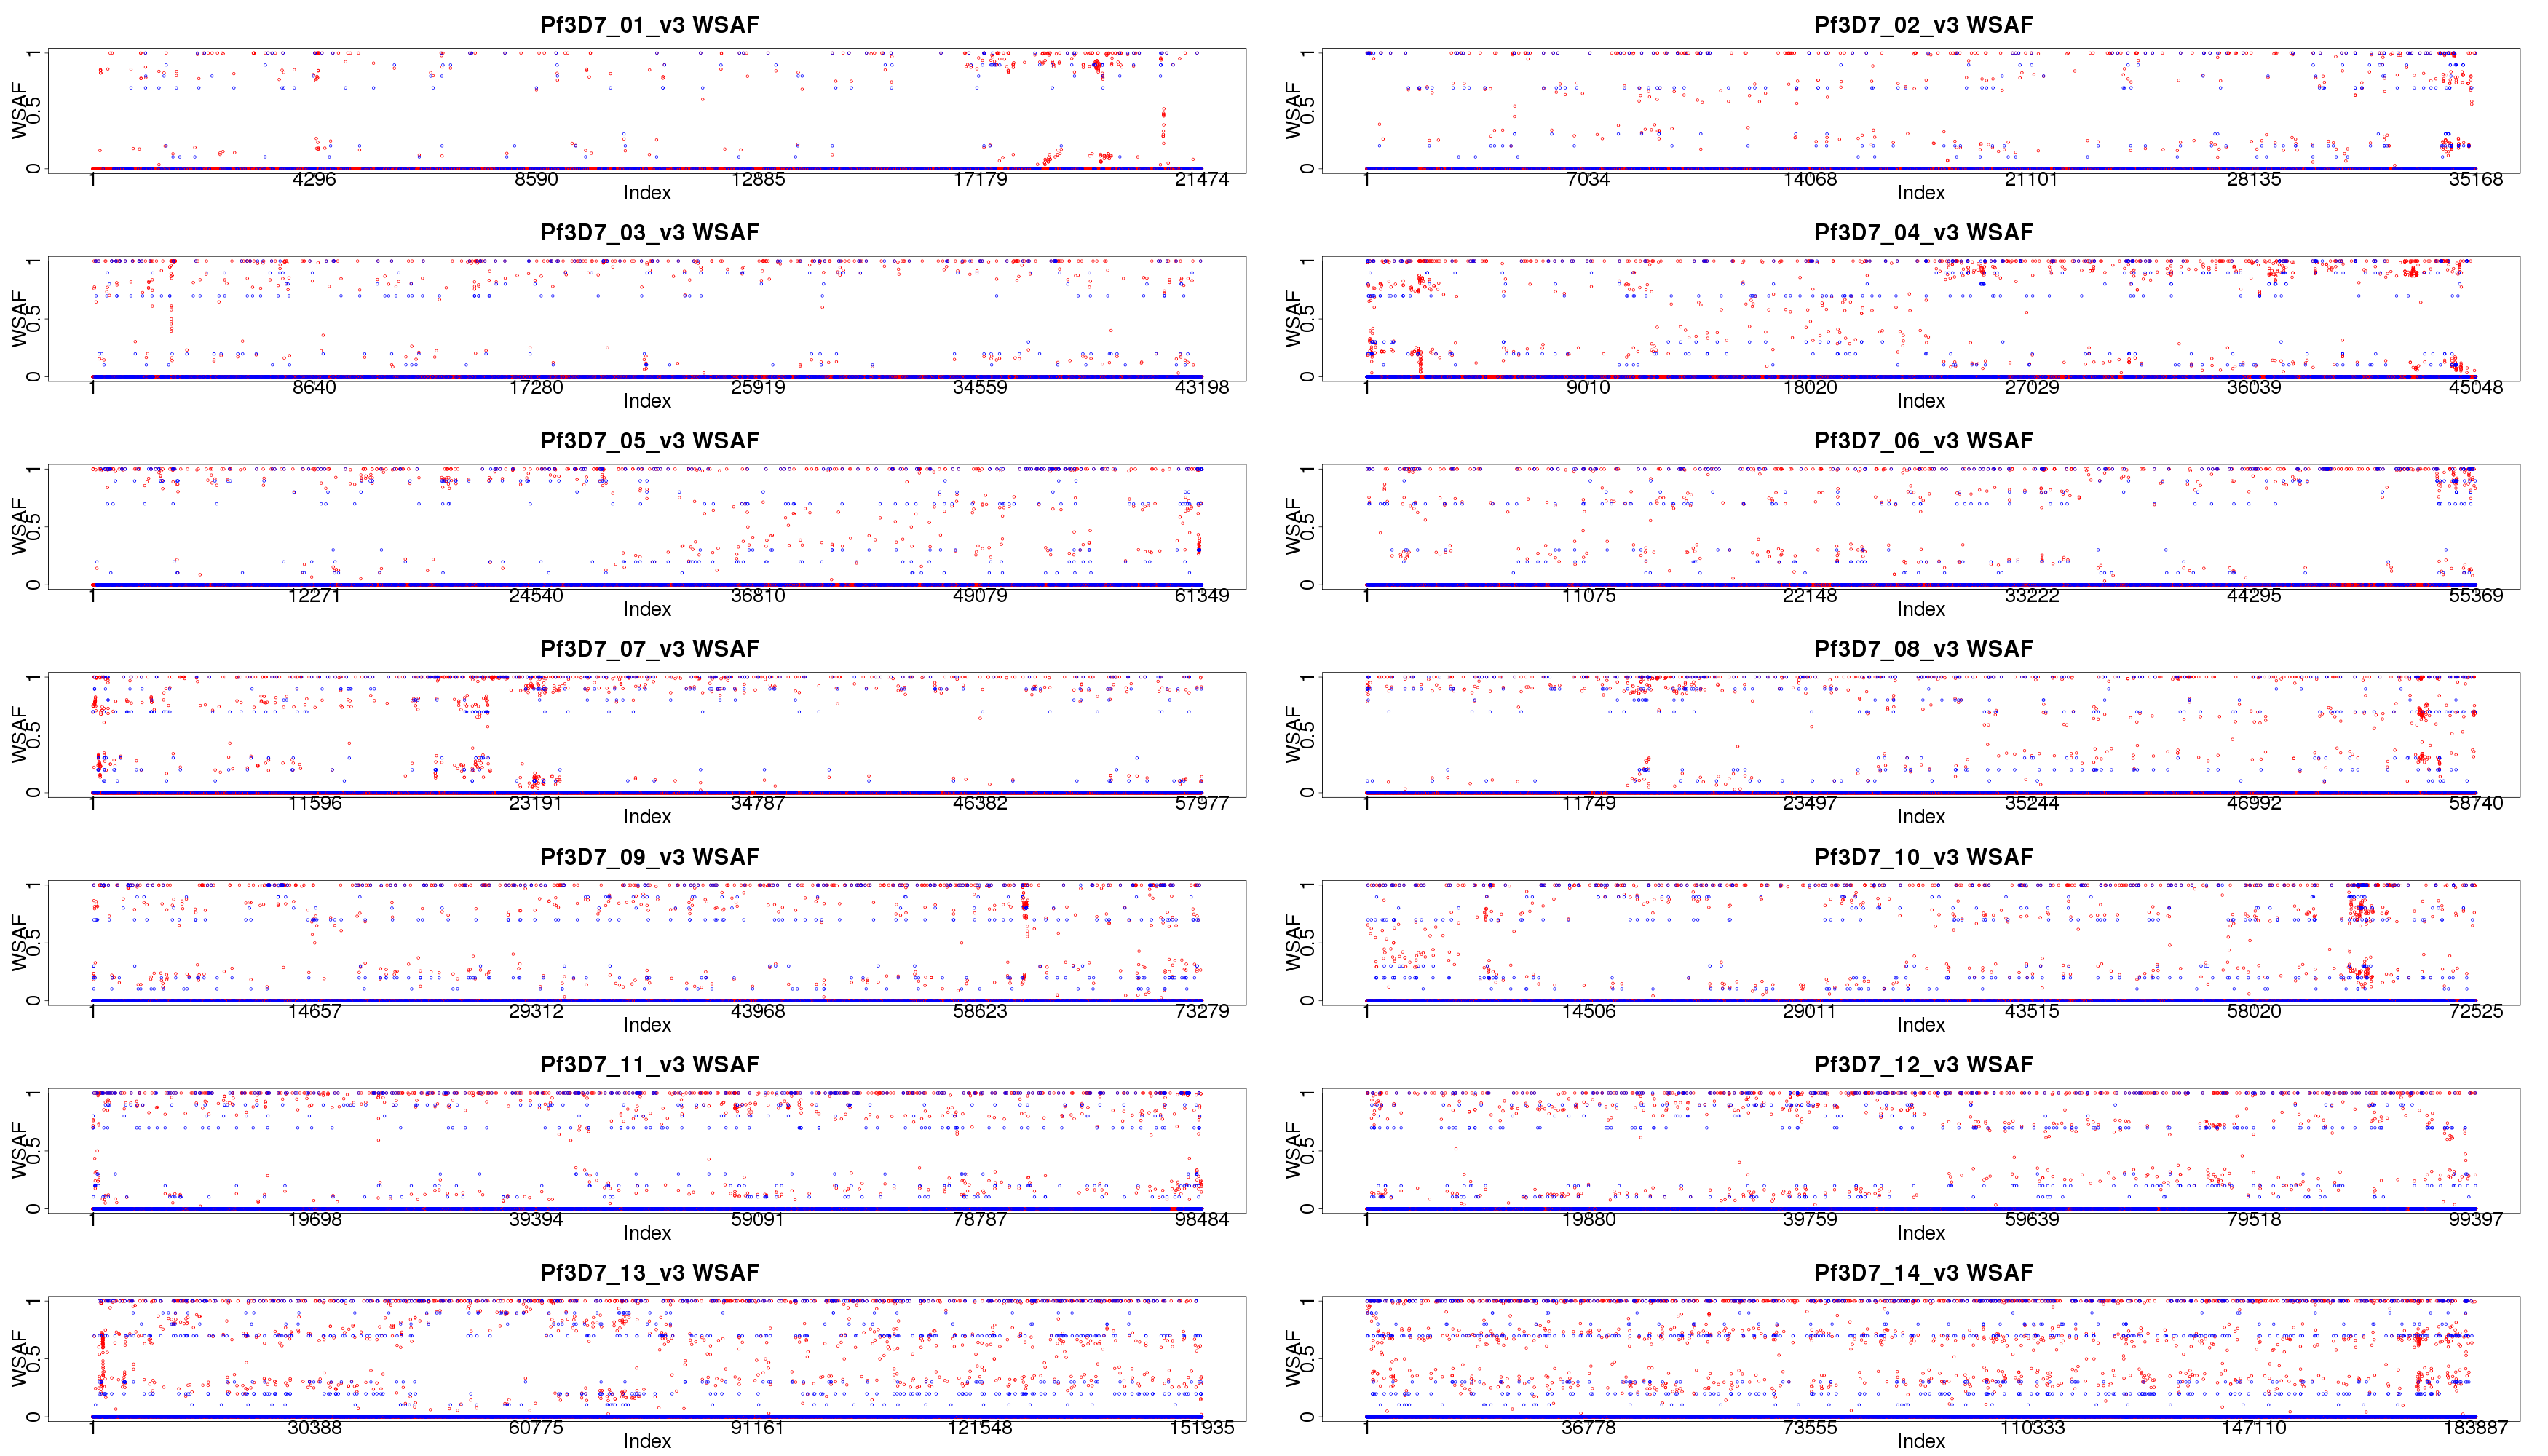 Pf3D7_01_v3 WSAF
WSAF
0 0.5 1
1 4296 8590 12885 17179 21474
Index
Pf3D7_02_v3 WSAF
WSAF
0 0.5 1
1 7034 14068 21101 28135 35168
Index
Pf3D7_03_v3 WSAF
WSAF
0 0.5 1
1 8640 17280 25919 34559 43198
Index
Pf3D7_04_v3 WSAF
WSAF
0 0.5 1
1 9010 18020 27029 36039 45048
Index
Pf3D7_05_v3 WSAF
WSAF
0 0.5 1
1 12271 24540 36810 49079 61349
Index
Pf3D7_06_v3 WSAF
WSAF
0 0.5 1
1 11075 22148 33222 44295 55369
Index
Pf3D7_07_v3 WSAF
WSAF
0 0.5 1
1 11596 23191 34787 46382 57977
Index
Pf3D7_08_v3 WSAF
WSAF
0 0.5 1
1 11749 23497 35244 46992 58740
Index
Pf3D7_09_v3 WSAF
WSAF
0 0.5 1
1 14657 29312 43968 58623 73279
Index
Pf3D7_10_v3 WSAF
WSAF
0 0.5 1
1 14506 29011 43515 58020 72525
Index
Pf3D7_11_v3 WSAF
WSAF
0 0.5 1
1 19698 39394 59091 78787 98484
Index
Pf3D7_12_v3 WSAF
WSAF
0 0.5 1
1 19880 39759 59639 79518 99397
Index
Pf3D7_13_v3 WSAF
WSAF
0 0.5 1
1 30388 60775 91161 121548 151935
Index
Pf3D7_14_v3 WSAF
WSAF
0 0.5 1
1 36778 73555 110333 147110 183887
Index